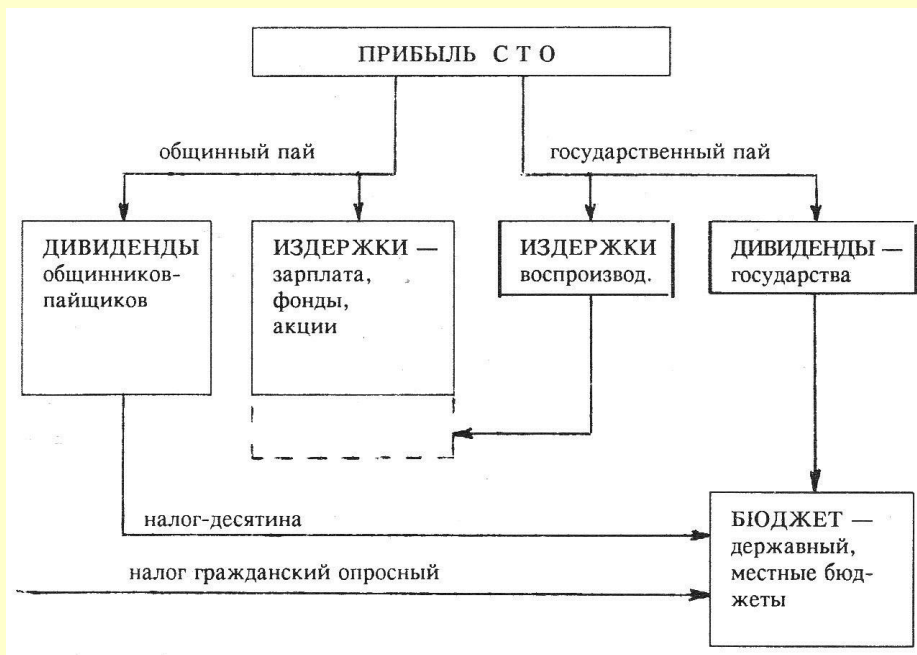 ПРИБЫЛЬ С Т О
общинный пай
государственный пай
ДИВИДЕНДЫ
общинников-
пайщиков
ИЗДЕРЖКИ —
зарплата,
фонды,
акции
ИЗДЕРЖКИ
воспроизвод.
ДИВИДЕНДЫ —
государства
налог-десятина
налог гражданский опросный
БЮДЖЕТ —
державный,
местные бюд-
жеты